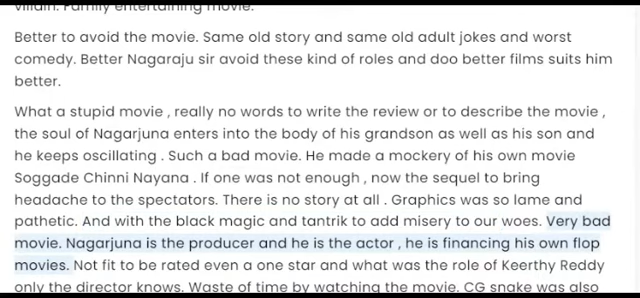 villain. Family entertaining movie.
Better to avoid the movie. Same old story and same old adult jokes and worst
comedy. Better Nagaraju sir avoid these kind of roles and doo better films suits him
better.
What a stupid movie , really no words to write the review or to describe the movie ,
the soul of Nagarjuna enters into the body of his grandson as well as his son and
he keeps oscillating . Such a bad movie. He made a mockery of his own movie
Soggade Chinni Nayana . If one was not enough , now the sequel to bring
headache to the spectators. There is no story at all . Graphics was so lame and
pathetic. And with the black magic and tantrik to add misery to our woes. Very bad
movie. Nagarjuna is the producer and he is the actor , he is financing his own flop
movies. Not fit to be rated even a one star and what was the role of Keerthy Reddy
only the director knows. Waste of time by watching the movie. CG snake was also